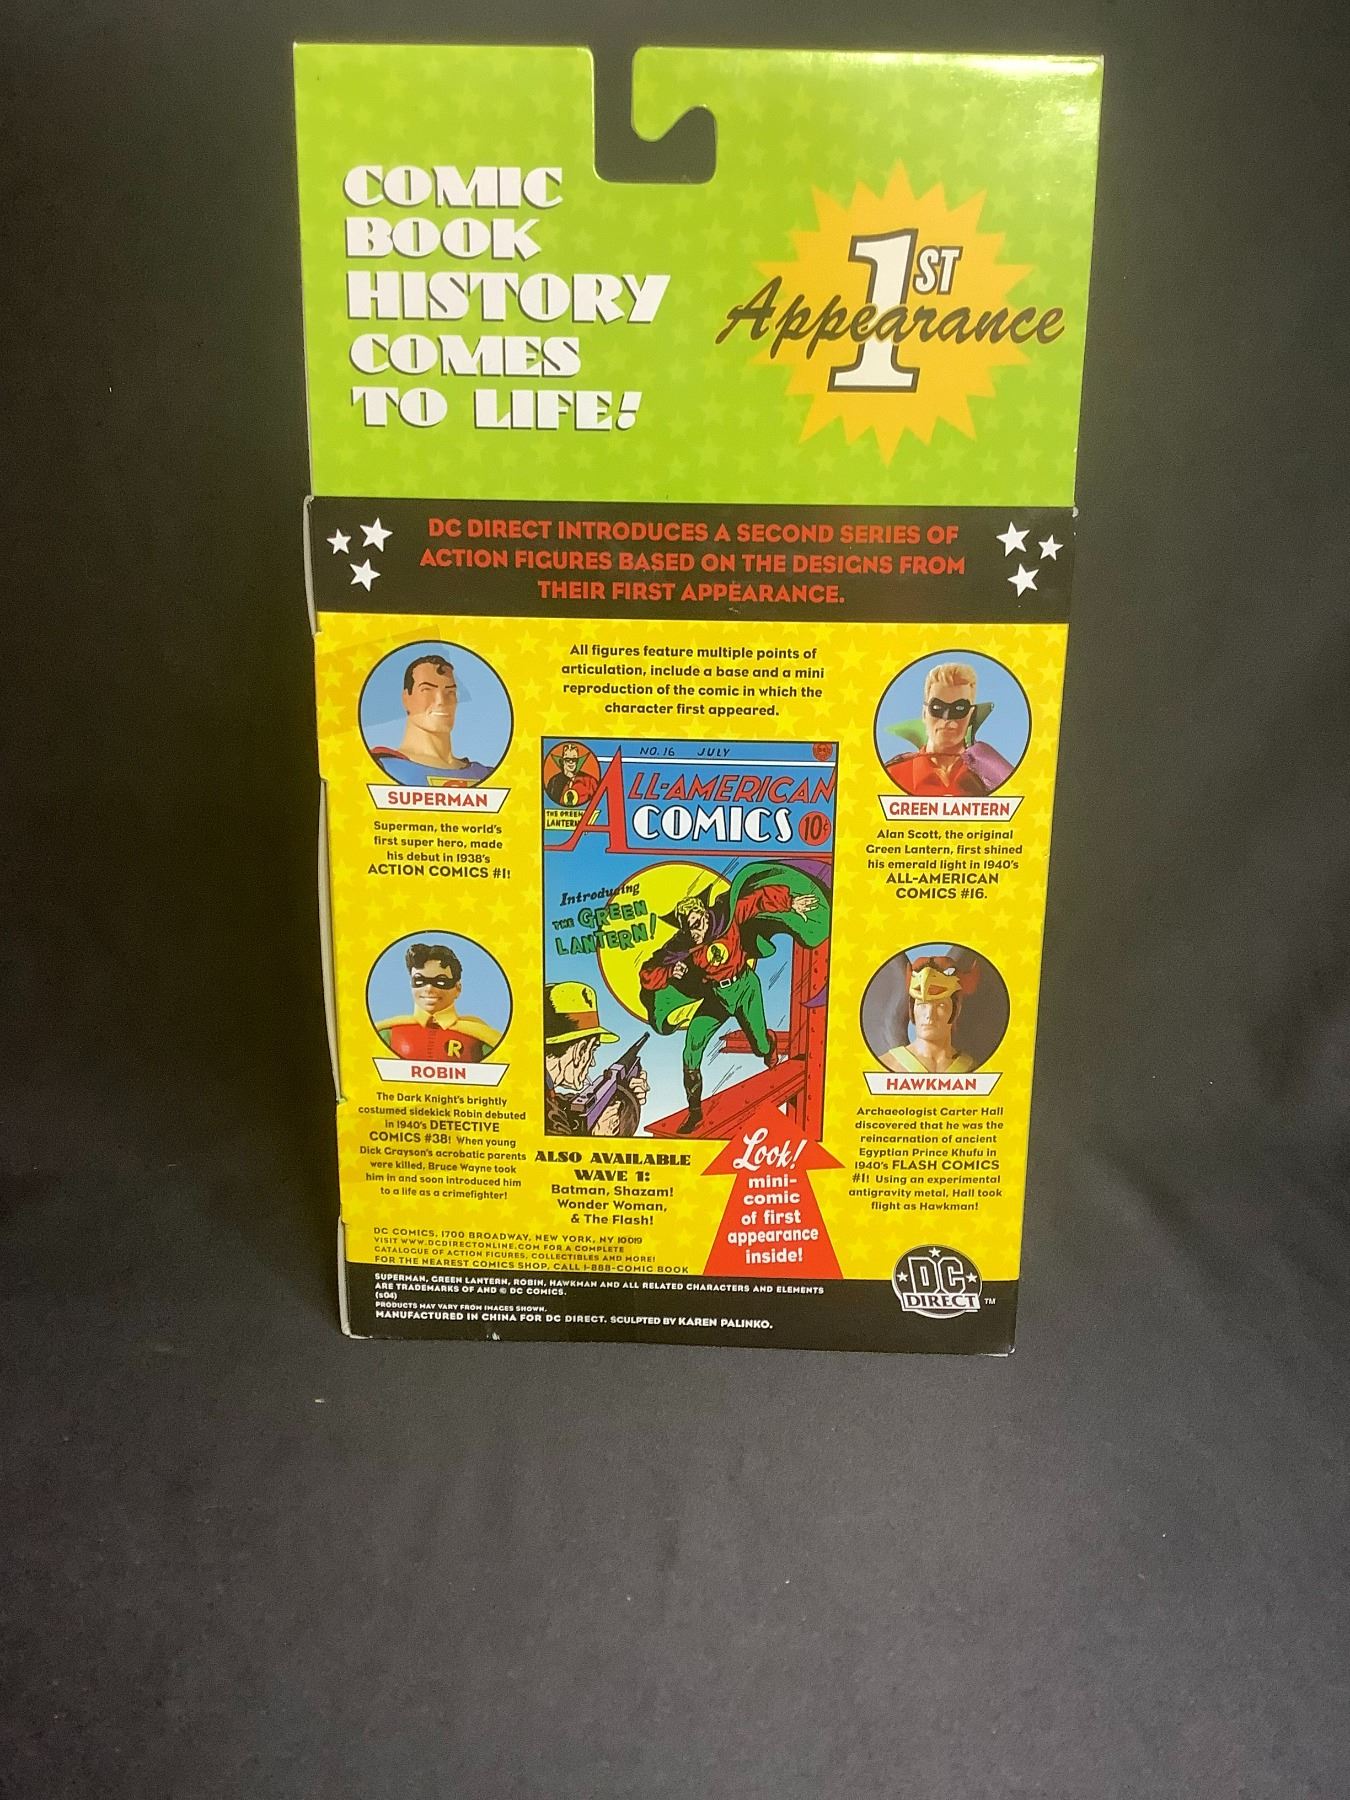 COMIC
BOOK
HISTORY
COMES
TO LIFE!
1ST
Appearance
DC DIRECT INTRODUCES A SECOND SERIES OF
ACTION FIGURES BASED ON THE DESIGNS FROM
THEIR FIRST APPEARANCE.
All figures feature multiple points of
articulation, include a base and a mini
reproduction of the comic in which the
character first appeared.
SUPERMAN
Superman, the world's
first super hero, made
his debut in 1938's
ACTION COMICS #1!
GREEN LANTERN
Alan Scott, the original
Green Lantern, first shined
his emerald light in 1940's
ALL-AMERICAN
COMICS #16.
NO. 16 JULY
ALL-AMERICAN
COMICS 10¢
THE GREEN
LANTERN
Introducing
THE GREEN
LANTERN!
R
ROBIN
The Dark Knight's brightly
costumed sidekick Robin debuted
in 1940's DETECTIVE
COMICS #38! When young
Dick Grayson's acrobatic parents
were killed, Bruce Wayne took
him in and soon introduced him
to a life as a crimefighter!
HAWKMAN
Archaeologist Carter Hall
discovered that he was the
reincarnation of ancient
Egyptian Prince Khufu in
1940's FLASH COMICS
#1! Using an experimental
antigravity metal, Hall took
flight as Hawkman!
ALSO AVAILABLE
WAVE 1:
Batman, Shazam!
Wonder Woman,
& The Flash!
Look!
mini-
comic
of first
appearance
inside!
DC COMICS, 1700 BROADWAY, NEW YORK, NY 10019
VISIT WWW.DCDIRECTONLINE.COM FOR A COMPLETE
CATALOGUE OF ACTION FIGURES, COLLECTIBLES AND MORE!
FOR THE NEAREST COMICS SHOP, CALL 1-888-COMIC BOOK
SUPERMAN, GREEN LANTERN, ROBIN, HAWKMAN AND ALL RELATED CHARACTERS AND ELEMENTS
ARE TRADEMARKS OF AND © DC COMICS.
(s04)
PRODUCTS MAY VARY FROM IMAGES SHOWN.
MANUFACTURED IN CHINA FOR DC DIRECT. SCULPTED BY KAREN PALINKO.
DC
DIRECT TM